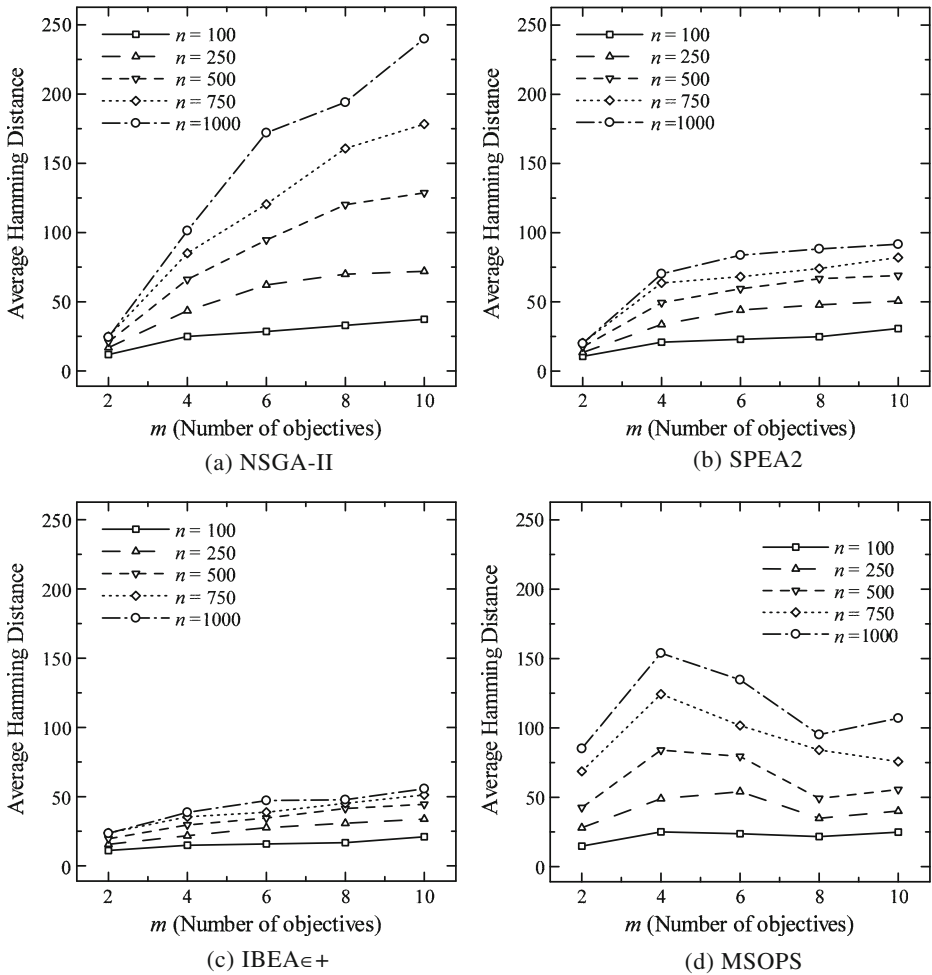 250
200
150
100
50
0
Average Hamming Distance
n = 100
n = 250
n = 500
n = 750
n =1000
2 4 6 8 10
m (Number of objectives)
(a) NSGA-II
250
200
150
100
50
0
Average Hamming Distance
n = 100
n = 250
n = 500
n = 750
n =1000
2 4 6 8 10
m (Number of objectives)
(b) SPEA2
250
200
150
100
50
0
Average Hamming Distance
n = 100
n = 250
n = 500
n = 750
n =1000
2 4 6 8 10
m (Number of objectives)
(c) IBEA∊+
250
200
150
100
50
0
Average Hamming Distance
n = 100
n = 250
n = 500
n = 750
n =1000
2 4 6 8 10
m (Number of objectives)
(d) MSOPS